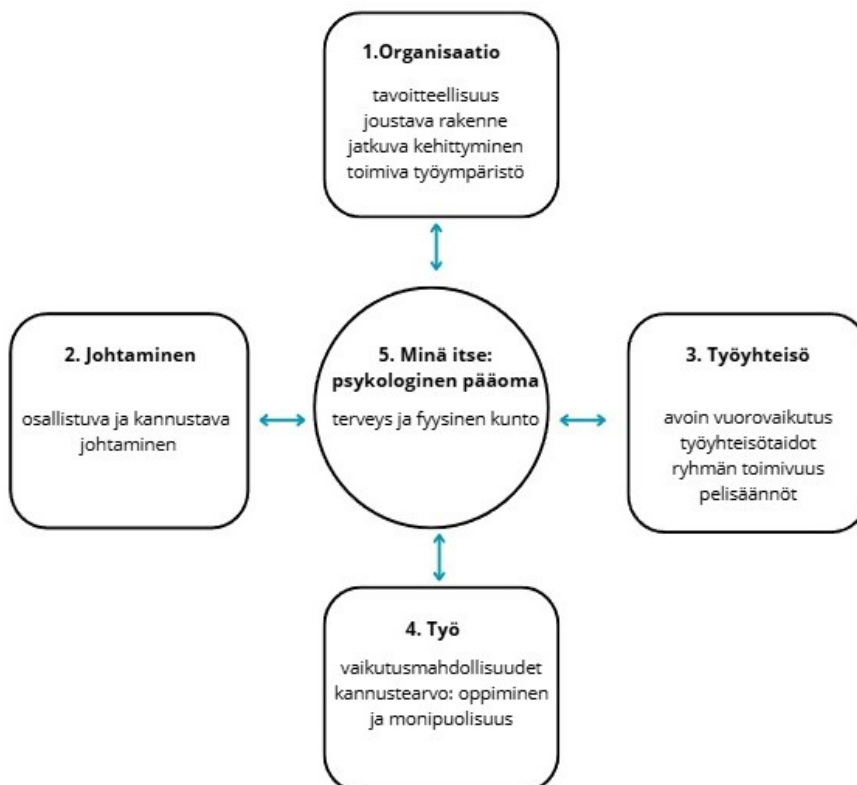 1.Organisaatio
tavoitteellisuus
joustava rakenne
jatkuva kehittyminen
toimiva työympäristö
2. Johtaminen
osallistuva ja kannustava
johtaminen
5. Minä itse:
psykologinen pääoma
terveys ja fyysinen kunto
3. Työyhteisö
avoin vuorovaikutus
työyhteisötaidot
ryhmän toimivuus
pelisäännöt
4. Työ
vaikutusmahdollisuudet
kannustearvo: oppiminen
ja monipuolisuus